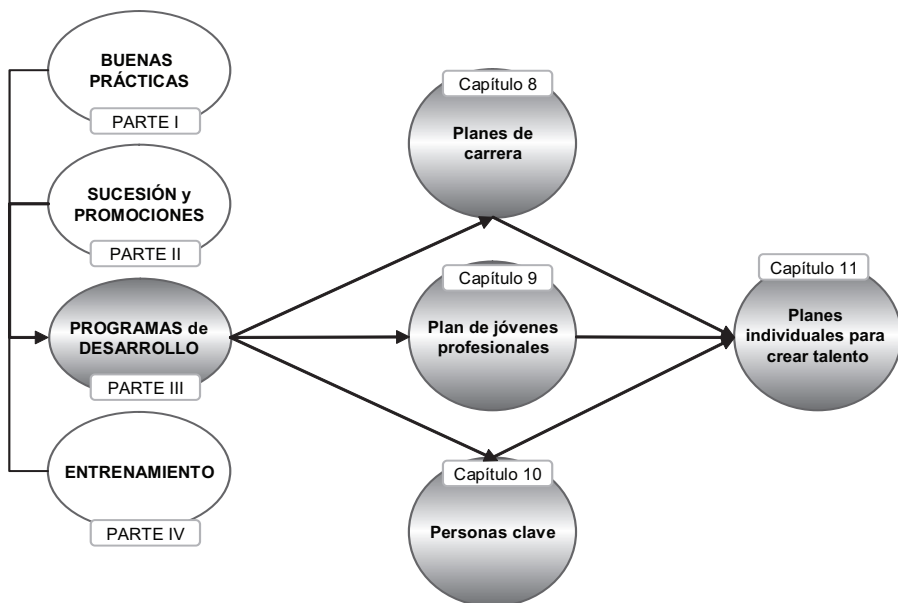 BUENAS
PRÁCTICAS
PARTE I
SUCESIÓN y
PROMOCIONES
PARTE II
PROGRAMAS de
DESARROLLO
PARTE III
ENTRENAMIENTO
PARTE IV
Capítulo 8
Planes de
carrera
Capítulo 9
Plan de jóvenes
profesionales
Capítulo 10
Personas clave
Capítulo 11
Planes
individuales para
crear talento